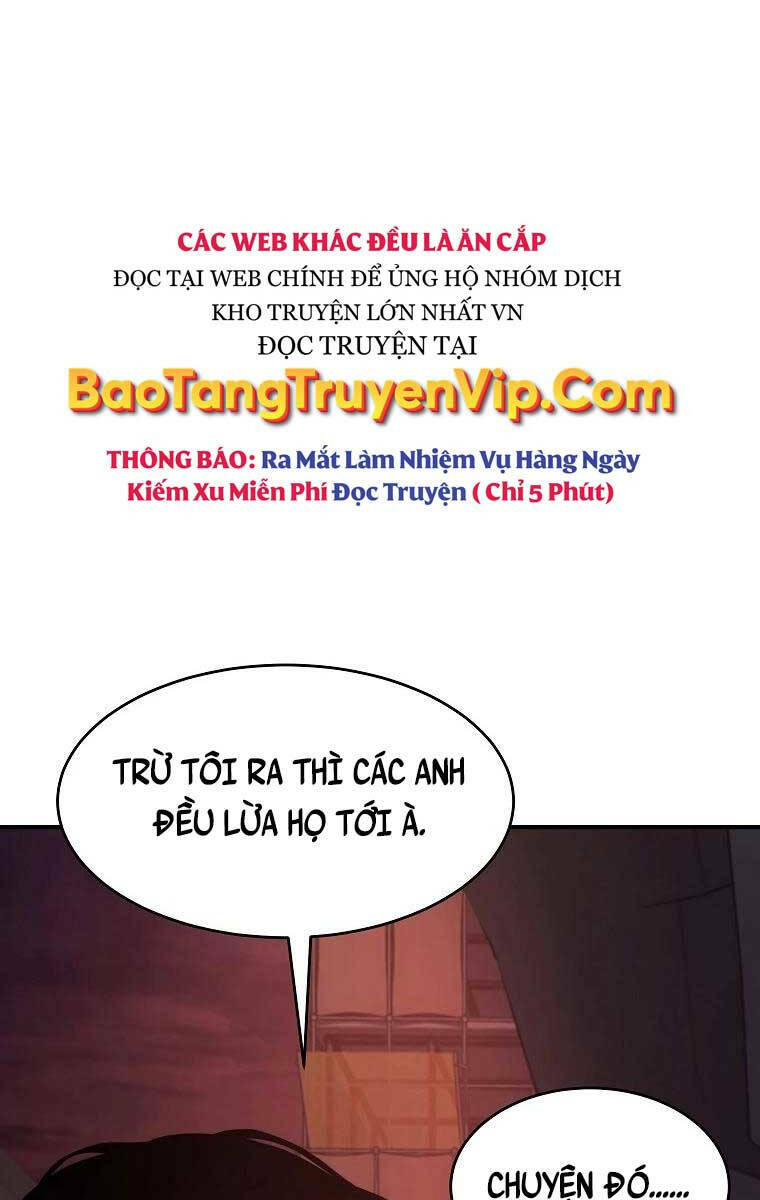 CÁC WEB KHÁC ĐỀU LÀ ĂN CẮP
ĐỌC TẠI WEB CHÍNH ĐỂ ỦNG HỘ NHÓM DỊCH
KHO TRUYỆN LỚN NHẤT VN
ĐỌC TRUYỆN TẠI
BaoTangTruyenVip.Com
THÔNG BÁO: Ra Mắt Làm Nhiệm Vụ Hàng Ngày
Kiếm Xu Miễn Phí Đọc Truyện ( Chỉ 5 Phút)
TRỪ TÔI RA THÌ CÁC ANH
ĐỀU LỪA HỌ TỚI À.
CHUYỆN ĐÓ......